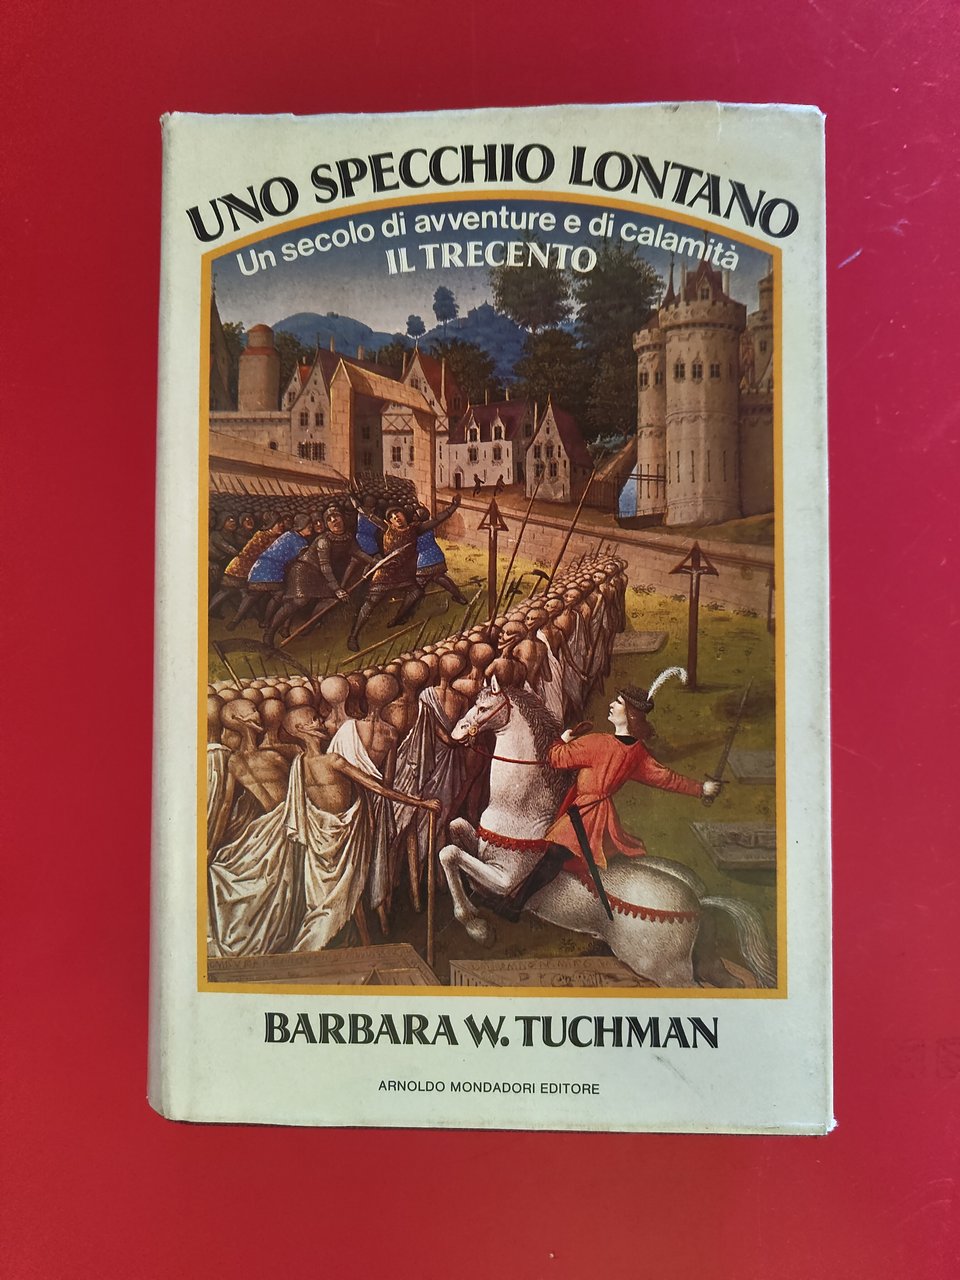 UNO SPECCHIO LONTANO
Un secolo di avventure e di calamità
IL TRECENTO
BARBARA W. TUCHMAN
ARNOLDO MONDADORI EDITORE